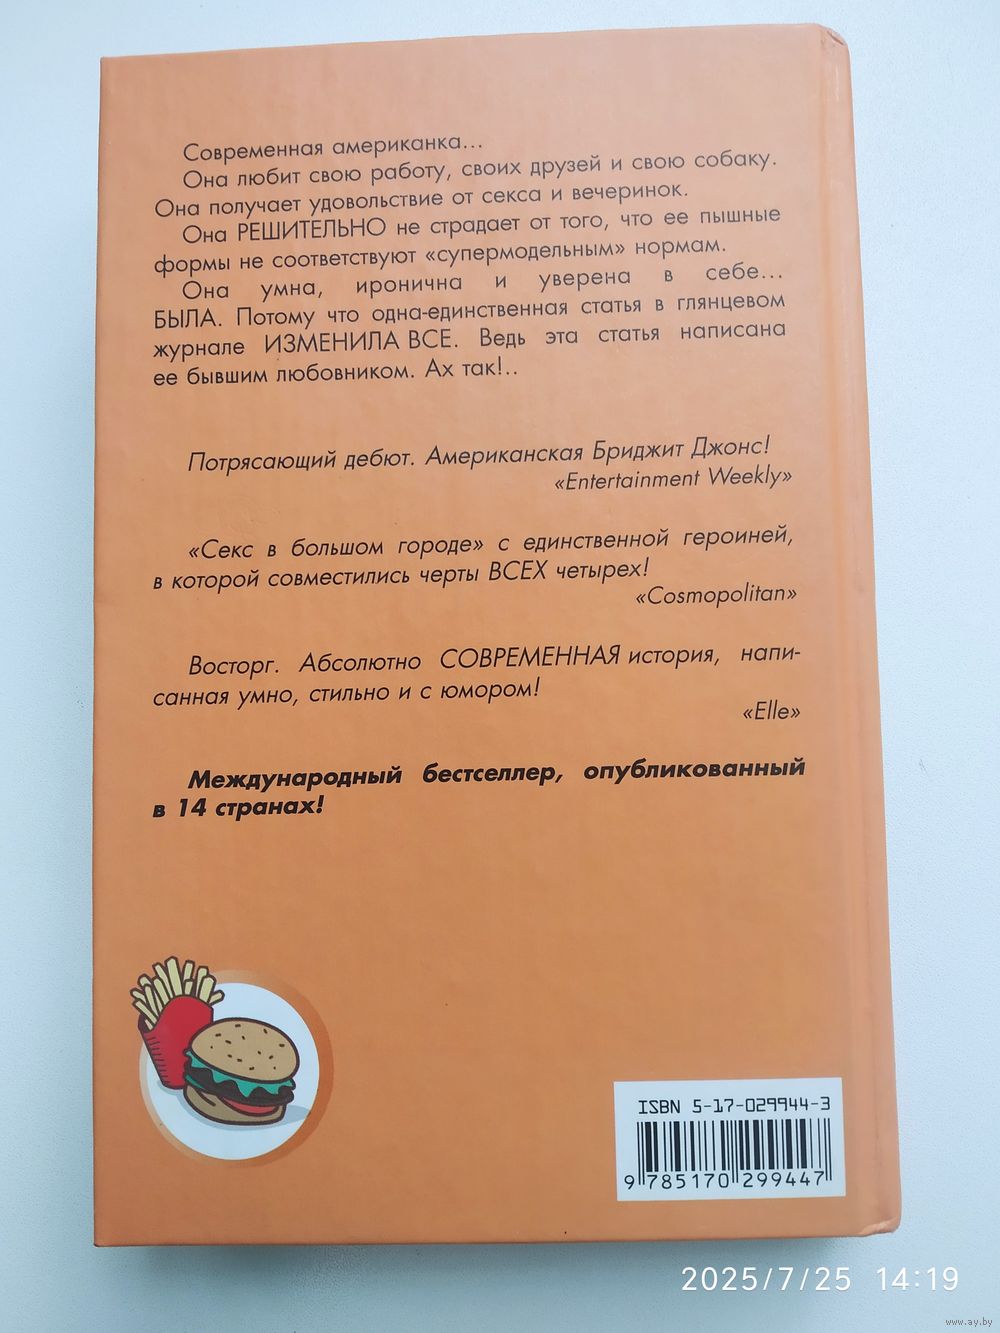 Современная американка...
Она любит свою работу, своих друзей и свою собаку.
Она получает удовольствие от секса и вечеринок.
Она РЕШИТЕЛЬНО не страдает от того, что ее пышные
формы не соответствуют «супермодельным» нормам.
Она умна, иронична и уверена в себе...
БЫЛА. Потому что одна-единственная статья в глянцевом
журнале ИЗМЕНИЛА ВСЕ. Ведь эта статья написана
ее бывшим любовником. Ах так!..
Потрясающий дебют. Американская Бриджит Джонс!
«Entertainment Weekly»
«Секс в большом городе» с единственной героиней,
в которой совместились черты ВСЕХ четырех!
«Cosmopolitan»
Восторг. Абсолютно СОВРЕМЕННАЯ история, напи-
санная умно, стильно и с юмором!
«Elle»
Международный бестселлер, опубликованный
в 14 странах!
ISBN 5-17-029944-3
9 785170 299447
2025/7/25 14:19
www.ay.by